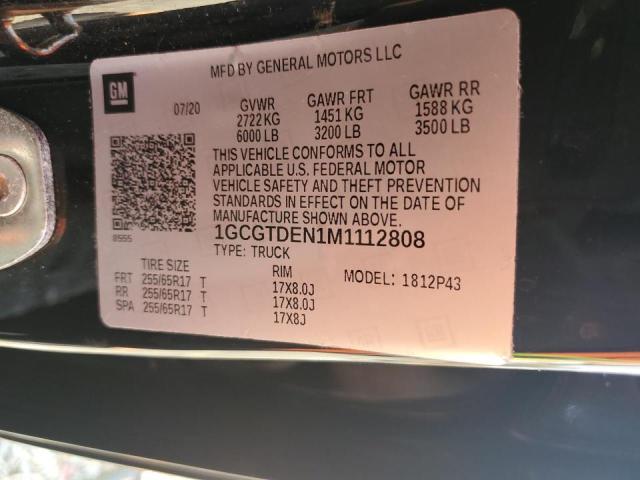 MFD BY GENERAL MOTORS LLC
GM
07/20 GVWR GAWR FRT GAWR RR
2722 KG 1451 KG 1588 KG
6000 LB 3200 LB 3500 LB
THIS VEHICLE CONFORMS TO ALL
APPLICABLE U.S. FEDERAL MOTOR
VEHICLE SAFETY AND THEFT PREVENTION
STANDARDS IN EFFECT ON THE DATE OF
MANUFACTURE SHOWN ABOVE.
1GCGTDEN1M1112808
TYPE: TRUCK
8555
TIRE SIZE RIM MODEL: 1812P43
FRT 255/65R17 T 17X8.0J
RR 255/65R17 T 17X8.0J
SPA 255/65R17 T 17X8J